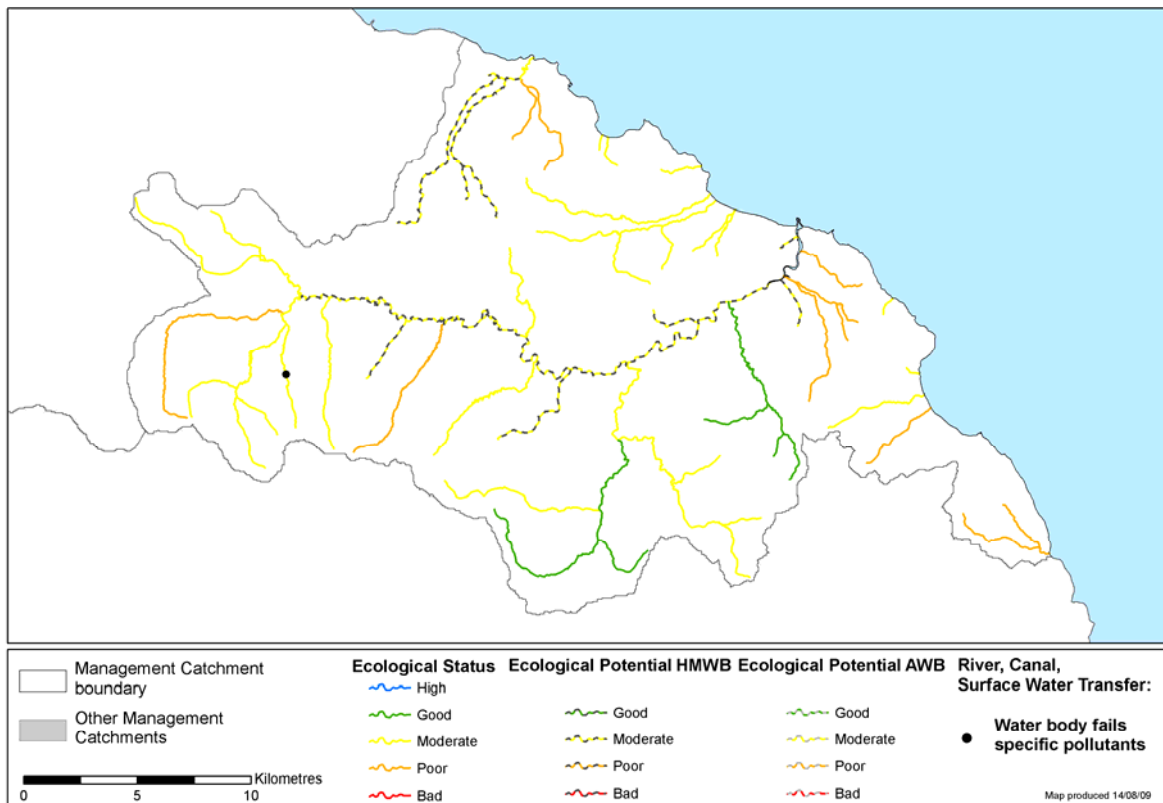 Management Catchment
boundary
Other Management
Catchments
0 5 10 Kilometres
Ecological Status
High
Good
Moderate
Poor
Bad
Ecological Potential HMWB
Good
Moderate
Poor
Bad
Ecological Potential AWB
Good
Moderate
Poor
Bad
River, Canal,
Surface Water Transfer:
Water body fails
specific pollutants
Map produced 14/08/09